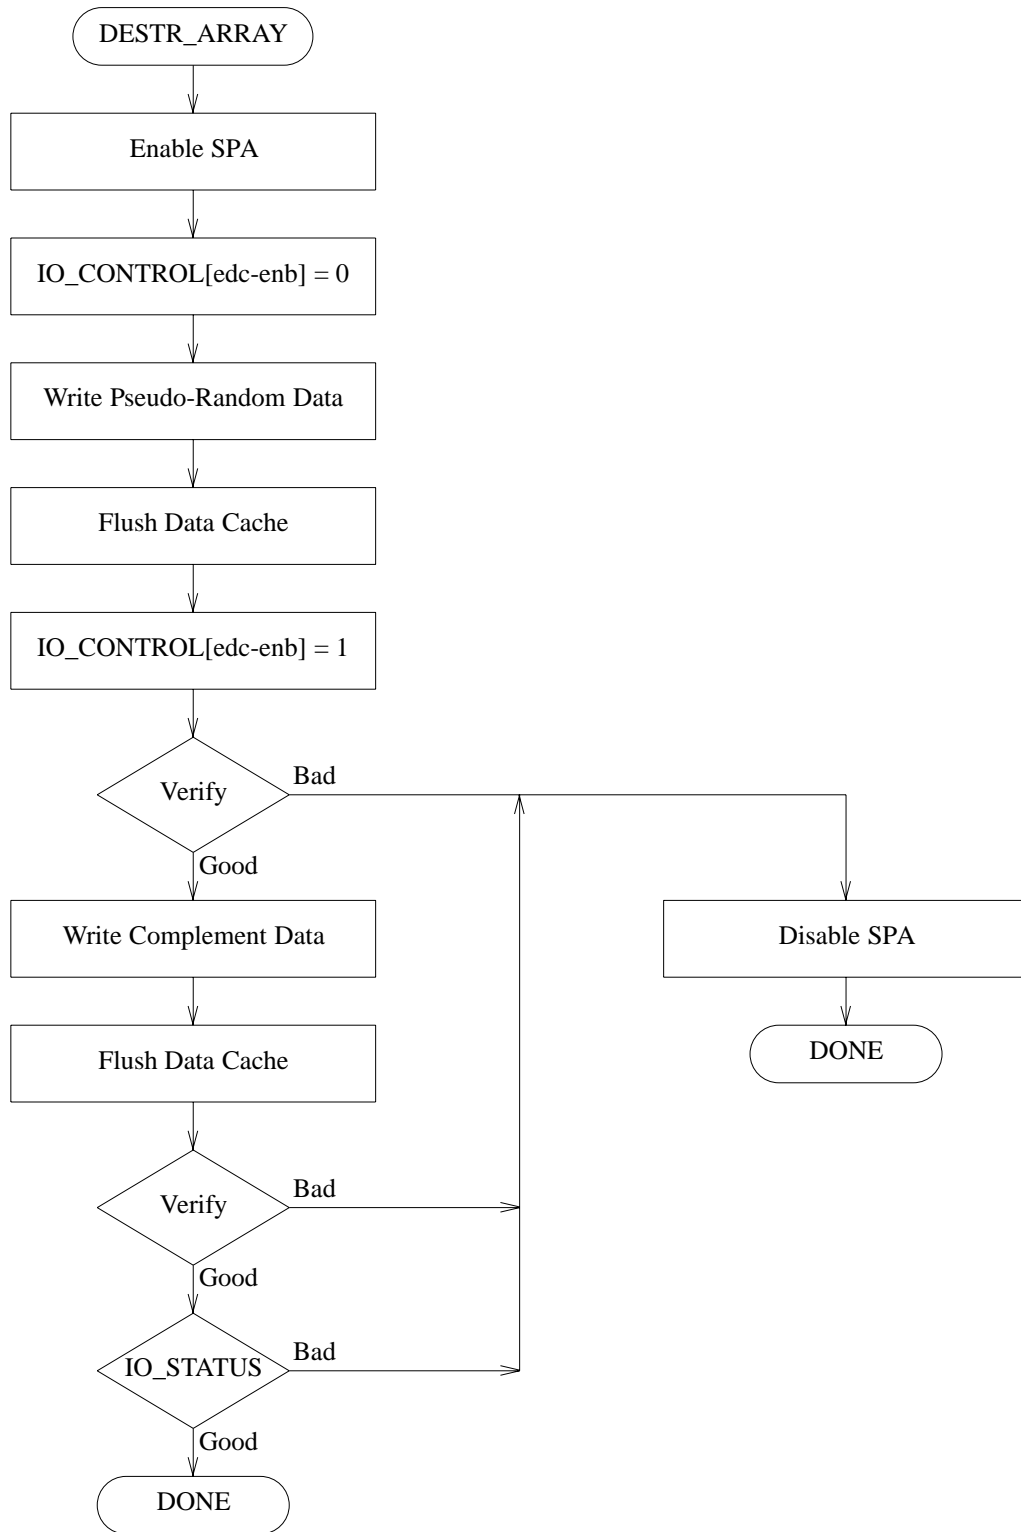 DESTR_ARRAY
Enable SPA
IO_CONTROL[edc-enb] = 0
Write Pseudo-Random Data
Flush Data Cache
IO_CONTROL[edc-enb] = 1
Verify
Bad
Good
Write Complement Data
Disable SPA
Flush Data Cache
DONE
Verify
Bad
Good
IO_STATUS
Bad
Good
DONE